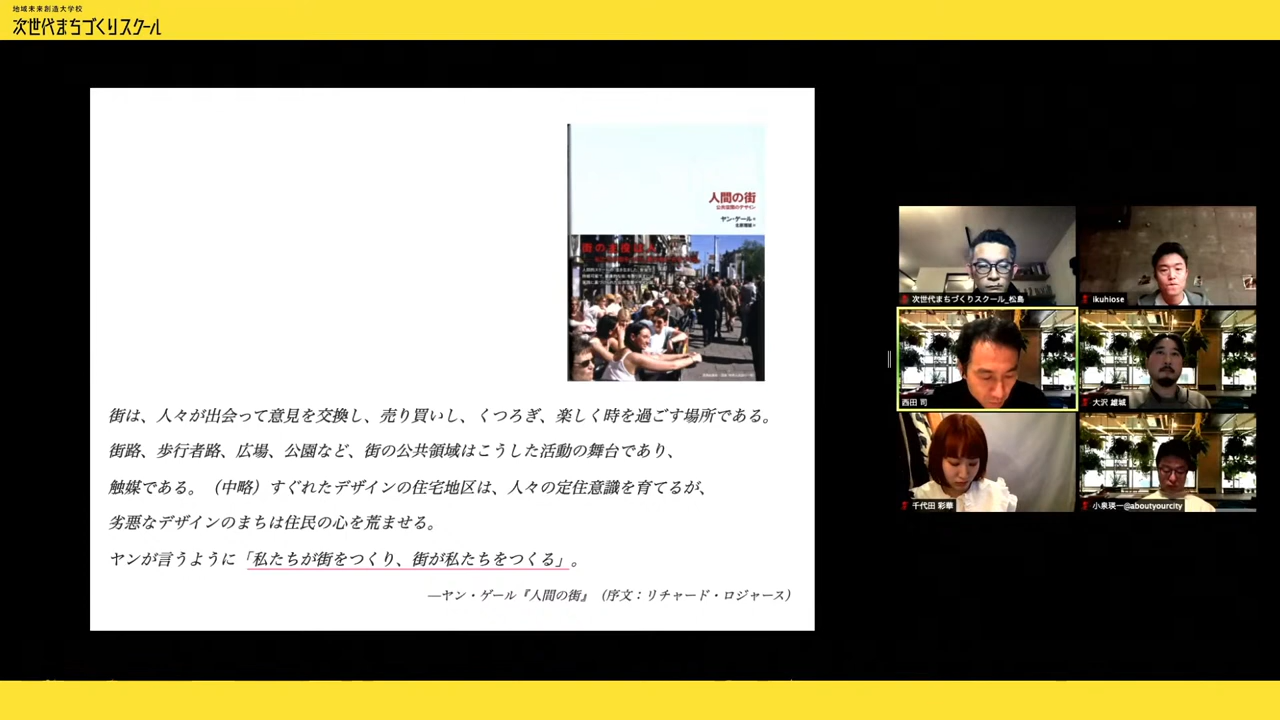 地域未来創造大学校
次世代まちづくりスクール
人間の街
公共空間のデザイン
ヤン・ゲール
北原理雄
街の主役は人
街は、人々が出会って意見を交換し、売り買いし、くつろぎ、楽しく時を過ごす場所である。
街路、歩行者路、広場、公園など、街の公共領域はこうした活動の舞台であり、
触媒である。（中略）すぐれたデザインの住宅地区は、人々の定住意識を育てるが、
劣悪なデザインのまちは住民の心を荒ませる。
ヤンが言うように「私たちが街をつくり、街が私たちをつくる」。
―ヤン・ゲール『人間の街』（序文：リチャード・ロジャース）
次世代まちづくりスクール_松島
ikuhiose
西田 司
大沢 雄城
千代田 彩華
小泉瑛一@aboutyourcity